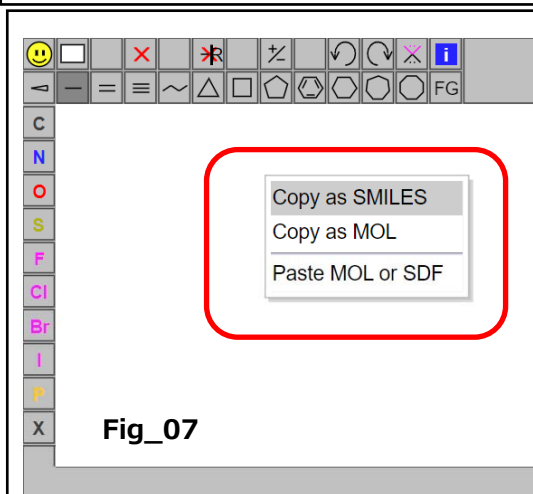 R
+/−
i
FG
C
N
O
S
F
Cl
Br
I
P
X
Copy as SMILES
Copy as MOL
Paste MOL or SDF
Fig_07